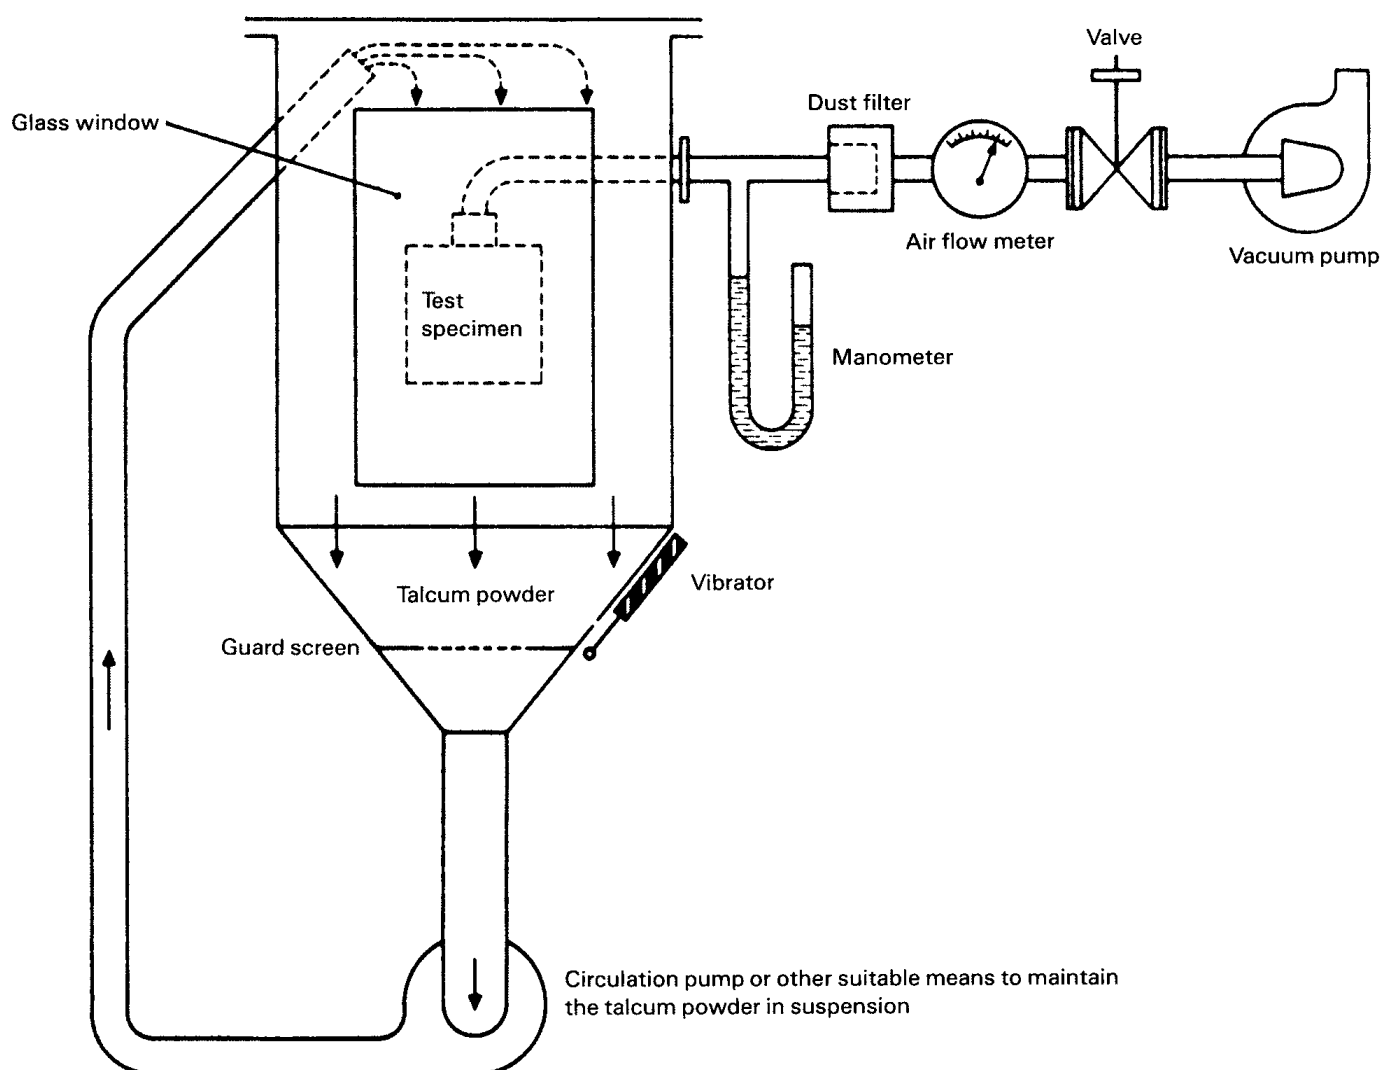 Valve
Dust filter
Glass window
Air flow meter
Vacuum pump
Test
specimen
Manometer
Vibrator
Talcum powder
Guard screen
Circulation pump or other suitable means to maintain
the talcum powder in suspension